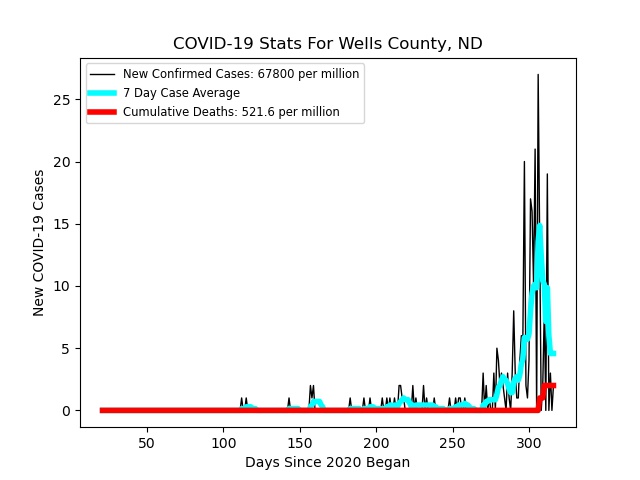 COVID-19 Stats For Wells County, ND
New Confirmed Cases: 67800 per million
7 Day Case Average
Cumulative Deaths: 521.6 per million
New COVID-19 Cases
25
20
15
10
5
0
50 100 150 200 250 300
Days Since 2020 Began